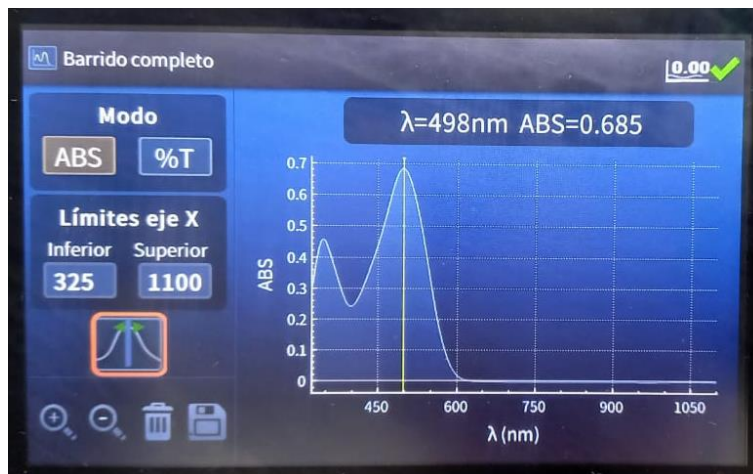 Barrido completo
0.00
Modo
ABS %T
Límites eje X
Inferior Superior
325 1100
λ=498nm ABS=0.685
ABS
0.7
0.6
0.5
0.4
0.3
0.2
0.1
0
450 600 750 900 1050
λ (nm)